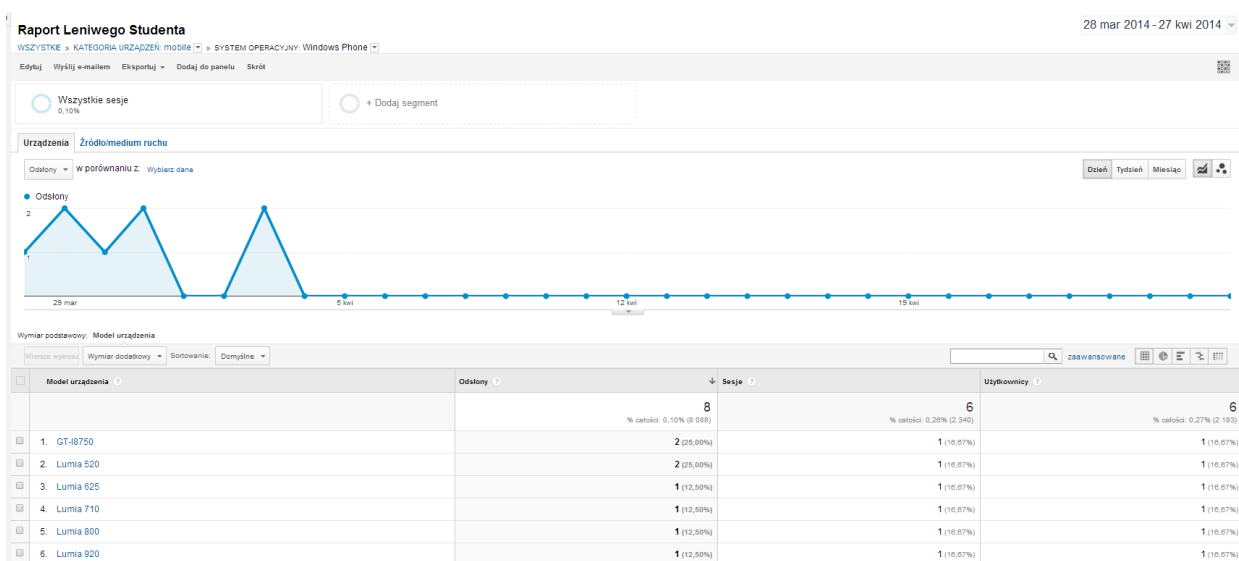 Raport Leniwego Studenta
28 mar 2014 - 27 kwi 2014
WSZYSTKIE » KATEGORIA URZĄDZEŃ: mobile » SYSTEM OPERACYJNY: Windows Phone
Edytuj Wyślij e-mailem Eksportuj Dodaj do panelu Skrót
Wszystkie sesje
0,10%
+ Dodaj segment
Urządzenia Źródło/medium ruchu
Odsłony w porównaniu z: Wybierz dane
Dzień Tydzień Miesiąc
Odsłony
2
1
29 mar 5 kwi 12 kwi 19 kwi
Wymiar podstawowy: Model urządzenia
Wiersze wykresu Wymiar dodatkowy Sortowanie: Domyślne zaawansowane
Model urządzenia ? Odsłony ? Sesje ? Użytkownicy ?
8 6 6
% całości: 0,10% (8 088) % całości: 0,26% (2 340) % całości: 0,27% (2 183)
1. GT-I8750 2 (25,00%) 1 (16,67%) 1 (16,67%)
2. Lumia 520 2 (25,00%) 1 (16,67%) 1 (16,67%)
3. Lumia 625 1 (12,50%) 1 (16,67%) 1 (16,67%)
4. Lumia 710 1 (12,50%) 1 (16,67%) 1 (16,67%)
5. Lumia 800 1 (12,50%) 1 (16,67%) 1 (16,67%)
6. Lumia 920 1 (12,50%) 1 (16,67%) 1 (16,67%)